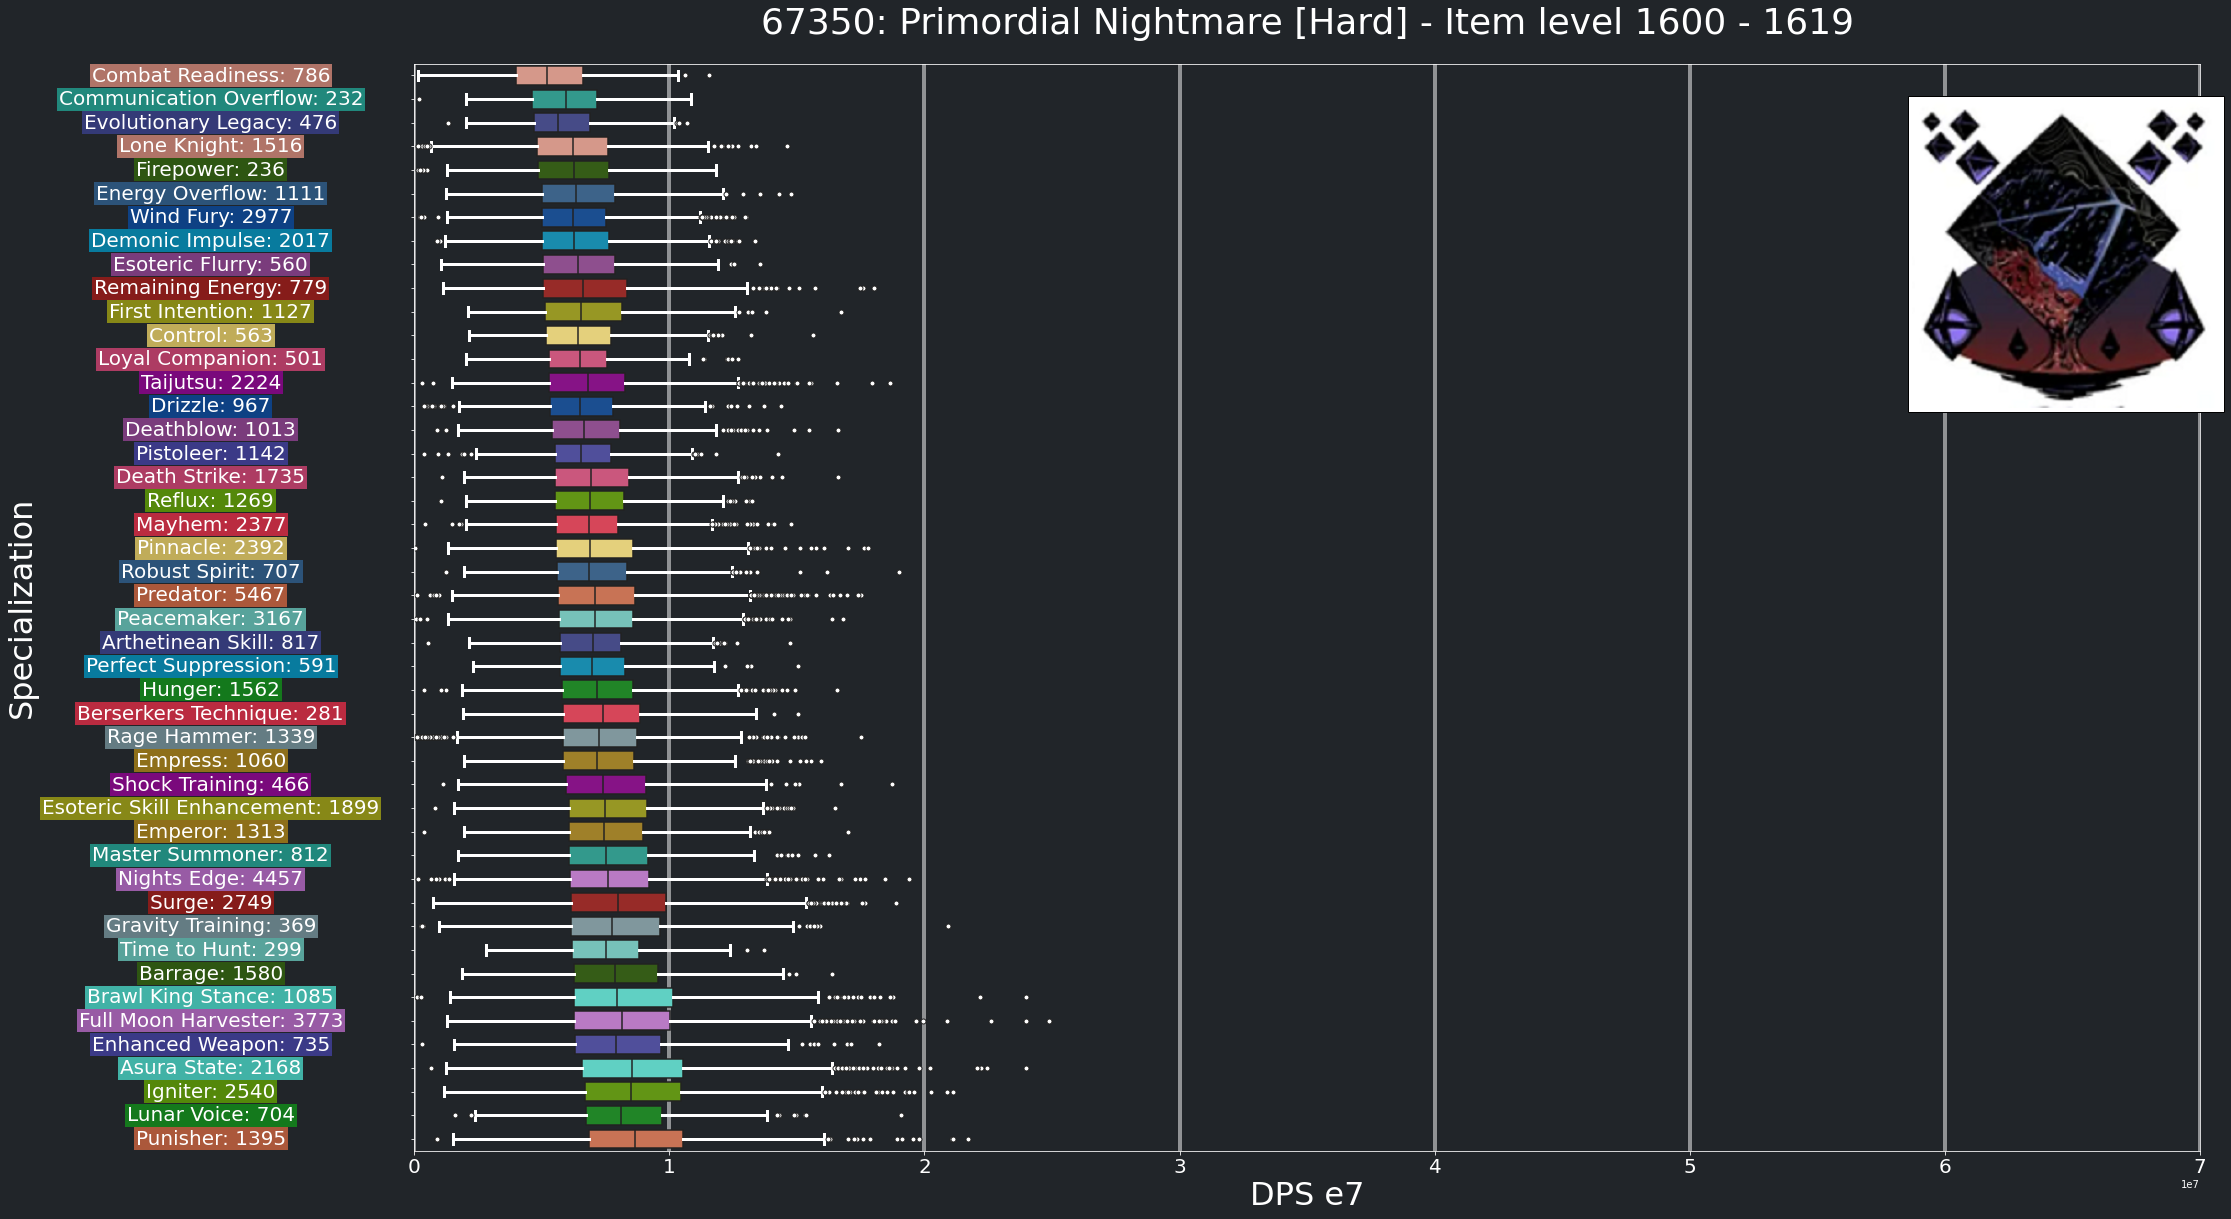 67350: Primordial Nightmare [Hard] - Item level 1600 - 1619
Specialization
Combat Readiness: 786
Communication Overflow: 232
Evolutionary Legacy: 476
Lone Knight: 1516
Firepower: 236
Energy Overflow: 1111
Wind Fury: 2977
Demonic Impulse: 2017
Esoteric Flurry: 560
Remaining Energy: 779
First Intention: 1127
Control: 563
Loyal Companion: 501
Taijutsu: 2224
Drizzle: 967
Deathblow: 1013
Pistoleer: 1142
Death Strike: 1735
Reflux: 1269
Mayhem: 2377
Pinnacle: 2392
Robust Spirit: 707
Predator: 5467
Peacemaker: 3167
Arthetinean Skill: 817
Perfect Suppression: 591
Hunger: 1562
Berserkers Technique: 281
Rage Hammer: 1339
Empress: 1060
Shock Training: 466
Esoteric Skill Enhancement: 1899
Emperor: 1313
Master Summoner: 812
Nights Edge: 4457
Surge: 2749
Gravity Training: 369
Time to Hunt: 299
Barrage: 1580
Brawl King Stance: 1085
Full Moon Harvester: 3773
Enhanced Weapon: 735
Asura State: 2168
Igniter: 2540
Lunar Voice: 704
Punisher: 1395
0 1 2 3 4 5 6 7
1e7
DPS e7